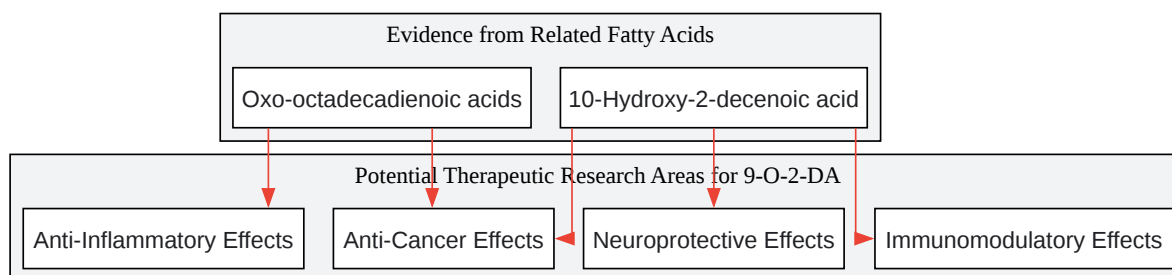 Evidence from Related Fatty Acids
Oxo-octadecadienoic acids
10-Hydroxy-2-decenoic acid
Potential Therapeutic Research Areas for 9-O-2-DA
Anti-Inflammatory Effects
Anti-Cancer Effects
Neuroprotective Effects
Immunomodulatory Effects